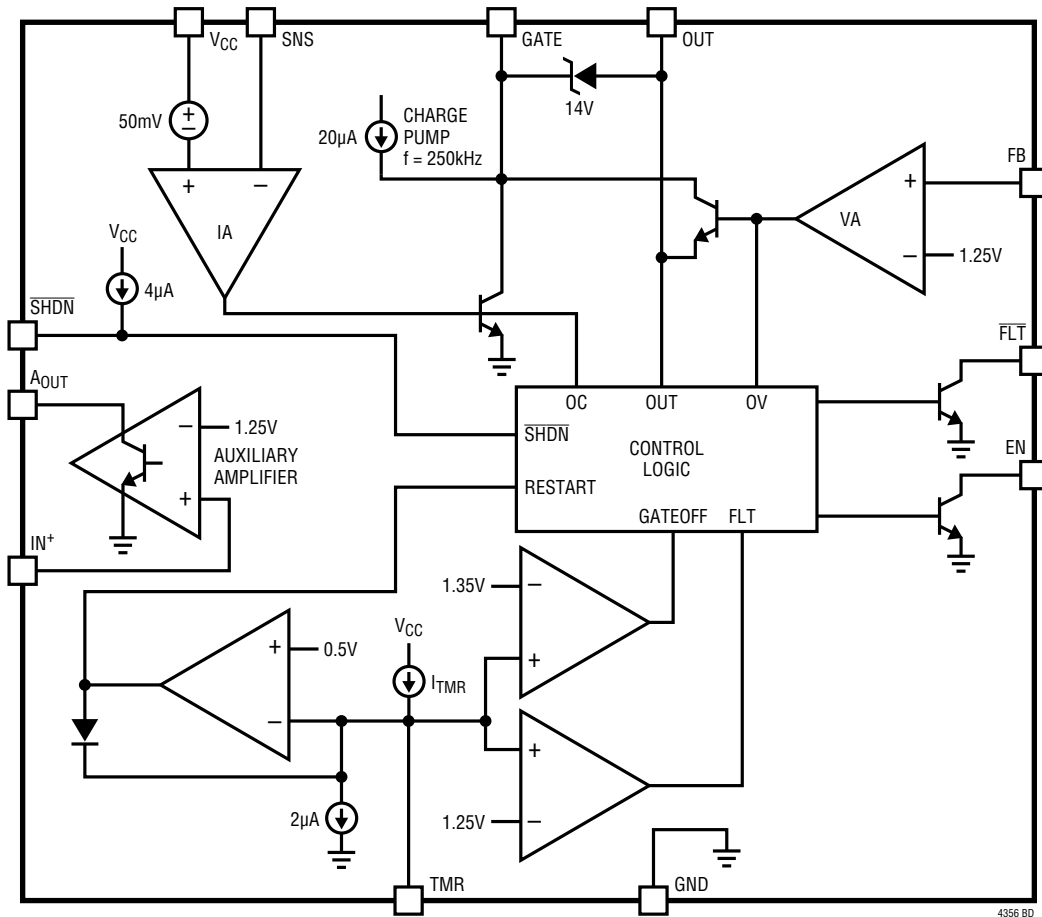 VCC
SNS
GATE
OUT
50mV
+
−
+
−
IA
20µA
CHARGE
PUMP
f = 250kHz
14V
FB
+
VA
−
1.25V
VCC
4µA
SHDN
FLT
AOUT
−
1.25V
AUXILIARY
AMPLIFIER
+
IN+
OC
OUT
OV
SHDN
CONTROL
LOGIC
RESTART
GATEOFF
FLT
EN
1.35V
−
+
+
0.5V
VCC
ITMR
−
+
2µA
1.25V
−
TMR
GND
4356 BD